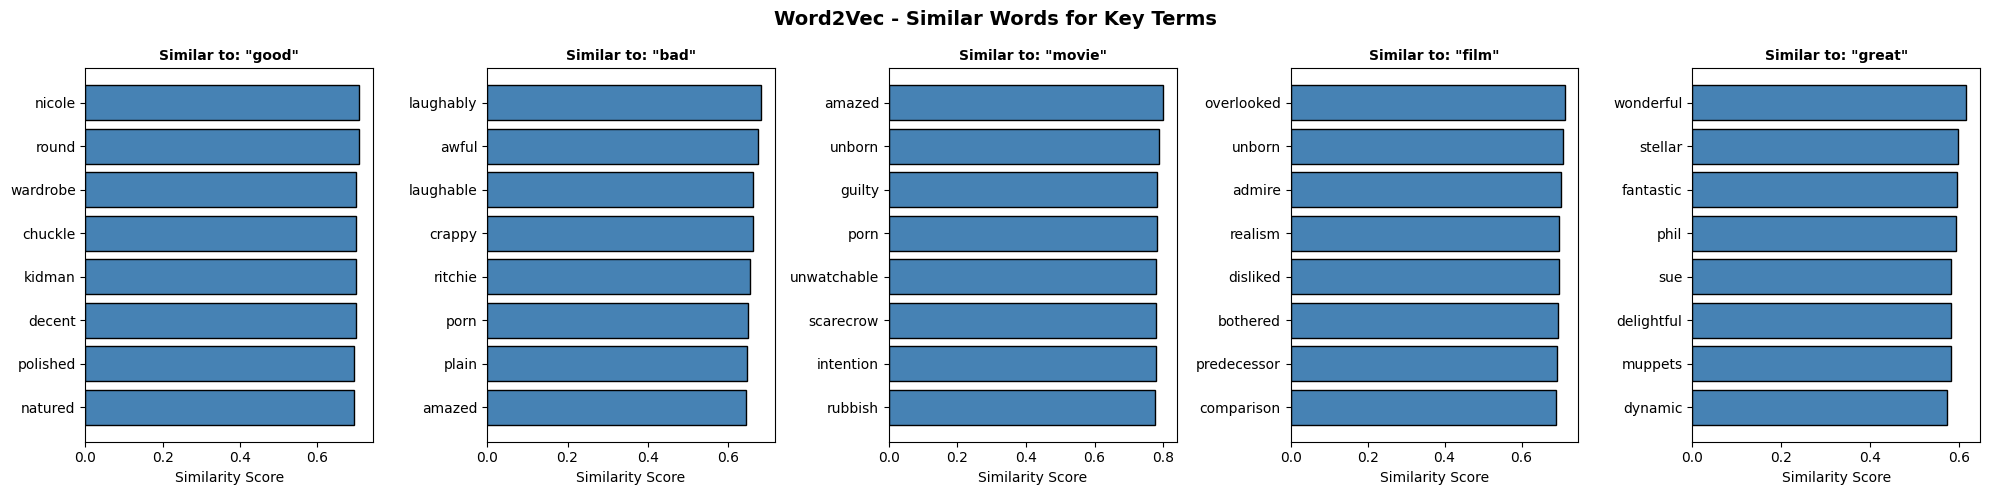 Word2Vec - Similar Words for Key Terms
Similar to: "good"
nicole
round
wardrobe
chuckle
kidman
decent
polished
natured
0.0 0.2 0.4 0.6
Similarity Score
Similar to: "bad"
laughably
awful
laughable
crappy
ritchie
porn
plain
amazed
0.0 0.2 0.4 0.6
Similarity Score
Similar to: "movie"
amazed
unborn
guilty
porn
unwatchable
scarecrow
intention
rubbish
0.0 0.2 0.4 0.6 0.8
Similarity Score
Similar to: "film"
overlooked
unborn
admire
realism
disliked
bothered
predecessor
comparison
0.0 0.2 0.4 0.6
Similarity Score
Similar to: "great"
wonderful
stellar
fantastic
phil
sue
delightful
muppets
dynamic
0.0 0.2 0.4 0.6
Similarity Score